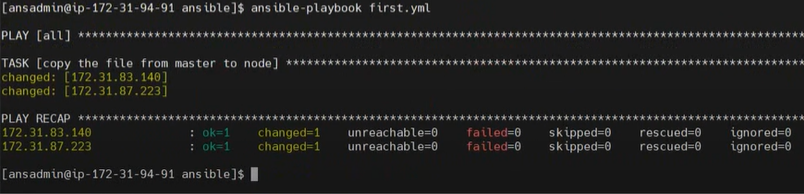 [ansadmin@ip-172-31-94-91 ansible]$ ansible-playbook first.yml
PLAY [all] ************************************************************************************************
TASK [copy the file from master to node] ******************************************************************
changed: [172.31.83.140]
changed: [172.31.87.223]
PLAY RECAP ************************************************************************************************
172.31.83.140 : ok=1 changed=1 unreachable=0 failed=0 skipped=0 rescued=0 ignored=0
172.31.87.223 : ok=1 changed=1 unreachable=0 failed=0 skipped=0 rescued=0 ignored=0
[ansadmin@ip-172-31-94-91 ansible]$